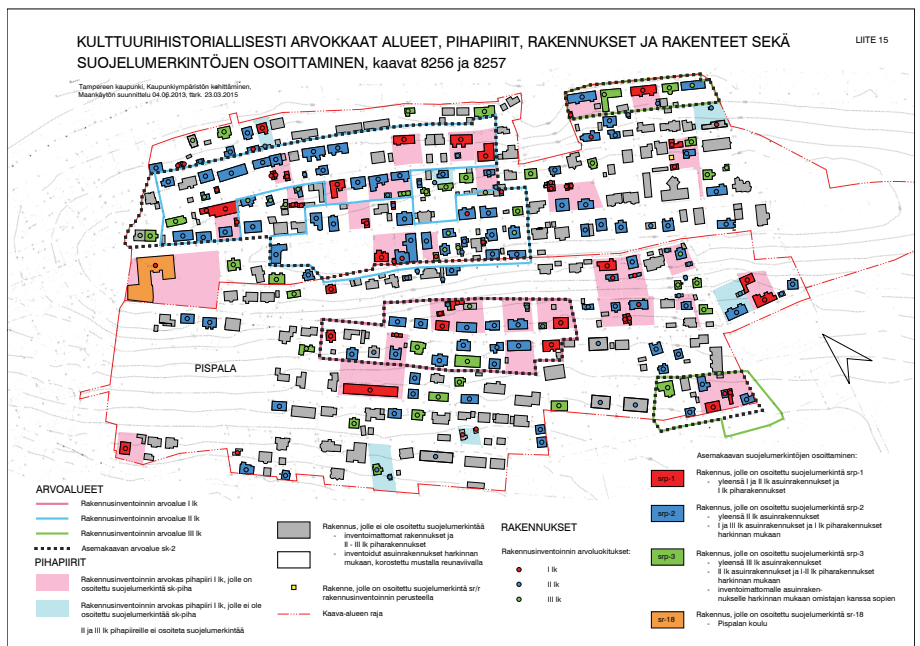 KULTTUURIHISTORIALLISESTI ARVOKKAAT ALUEET, PIHAPIIRIT, RAKENNUKSET JA RAKENTEET SEKÄ
SUOJELUMERKINTÖJEN OSOITTAMINEN, kaavat 8256 ja 8257
LIITE 15
Tampereen kaupunki, Kaupunkiympäristön kehittäminen,
Maankäytön suunnittelu 04.06.2013, tark. 23.03.2015
PISPALA
ARVOALUEET
Rakennusinventoinnin arvoalue I lk
Rakennusinventoinnin arvoalue II lk
Rakennusinventoinnin arvoalue III lk
Asemakaavan arvoalue sk-2
PIHAPIIRIT
Rakennusinventoinnin arvokas pihapiiri I lk, jolle on
osoitettu suojelumerkintä sk-piha
Rakennusinventoinnin arvokas pihapiiri I lk, jolle ei ole
osoitettu suojelumerkintää sk-piha
II ja III lk pihapiireille ei osoiteta suojelumerkintää
Rakennus, jolle ei ole osoitettu suojelumerkintää
- inventoimattomat rakennukset ja
II - III lk piharakennukset
- inventoidut asuinrakennukset harkinnan
mukaan, korostettu mustalla reunaviivalla
Rakenne, jolle on osoitettu suojelumerkintä sr/r
rakennusinventoinnin perusteella
Kaava-alueen raja
RAKENNUKSET
Rakennusinventoinnin arvoluokitukset:
I lk
II lk
III lk
Asemakaavan suojelumerkintöjen osoittaminen:
srp-1
Rakennus, jolle on osoitettu suojelumerkintä srp-1
- yleensä I ja II lk asuinrakennukset ja
I lk piharakennukset
srp-2
Rakennus, jolle on osoitettu suojelumerkintä srp-2
- yleensä II lk asuinrakennukset
- I ja III lk asuinrakennukset ja I lk piharakennukset
harkinnan mukaan
srp-3
Rakennus, jolle on osoitettu suojelumerkintä srp-3
- yleensä III lk asuinrakennukset
- II lk asuinrakennukset ja I-II lk piharakennukset
harkinnan mukaan
- inventoimattomalle asuinraken-
nukselle harkinnan mukaan omistajan kanssa sopien
sr-18
Rakennus, jolle on osoitettu suojelumerkintä sr-18
- Pispalan koulu